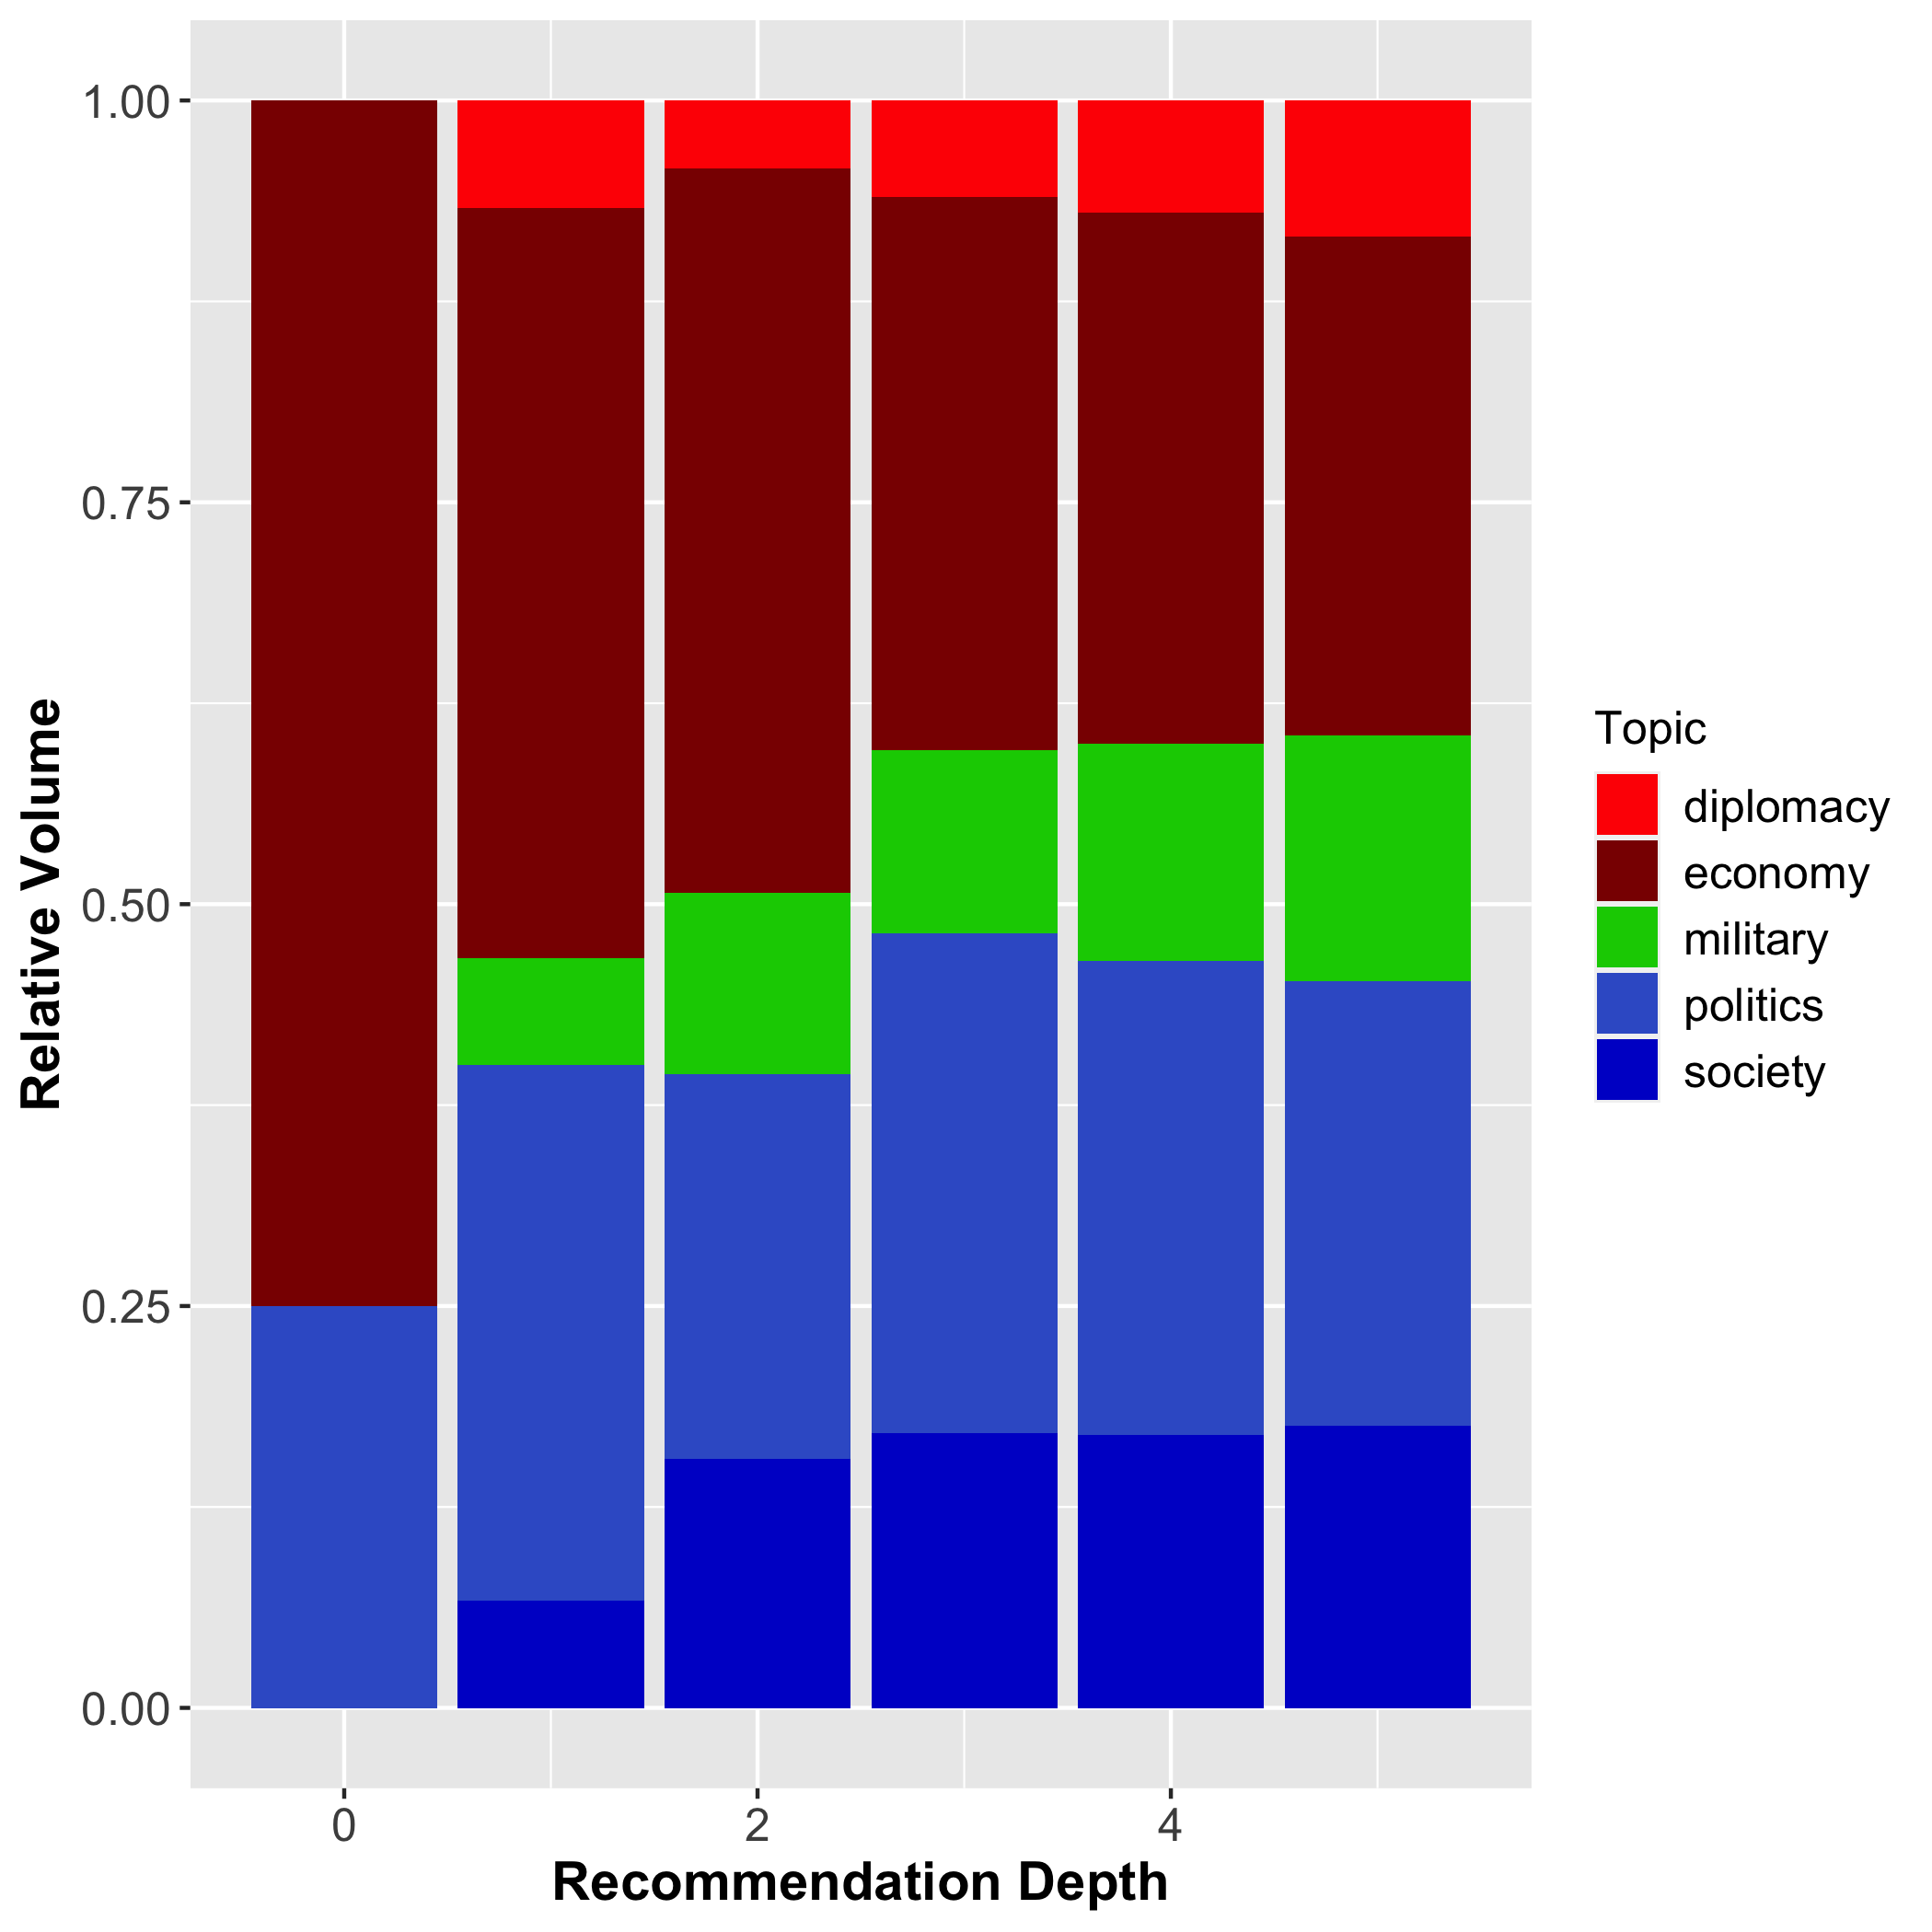 1.00
0.75
0.50
0.25
0.00
Relative Volume
0
2
4
Recommendation Depth
Topic
diplomacy
economy
military
politics
society